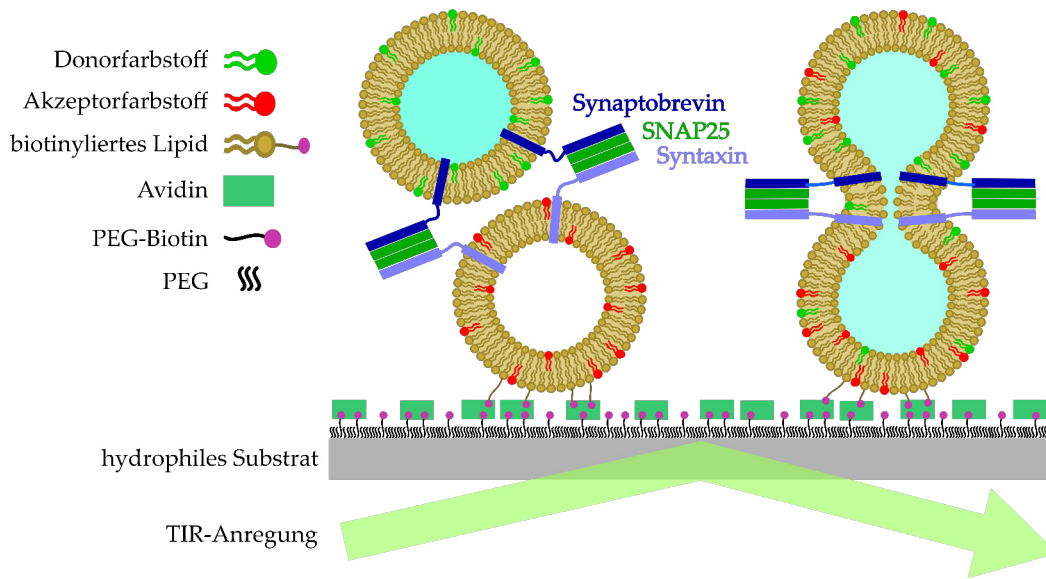 Donorfarbstoff
Akzeptorfarbstoff
biotinyliertes Lipid
Avidin
PEG-Biotin
PEG
Synaptobrevin
SNAP25
Syntaxin
hydrophiles Substrat
TIR-Anregung